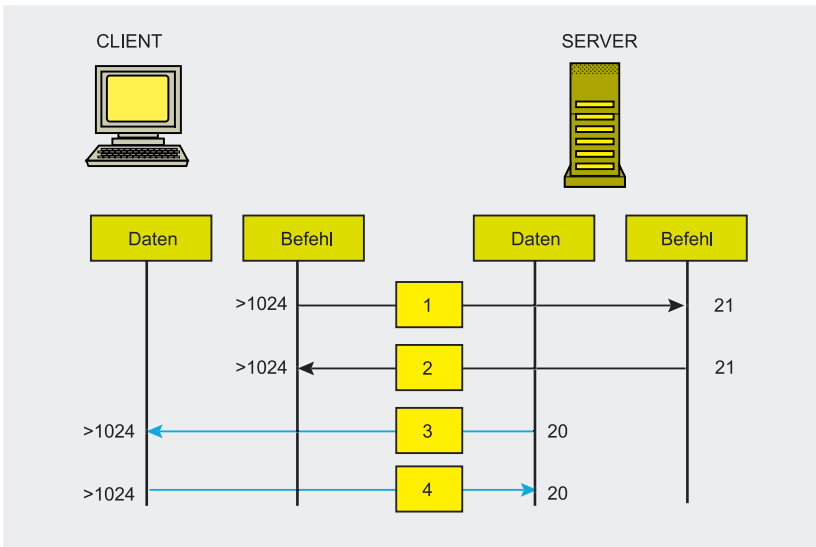 CLIENT SERVER
Daten Befehl Daten Befehl
>1024 1 21
>1024 2 21
>1024 3 20
>1024 4 20